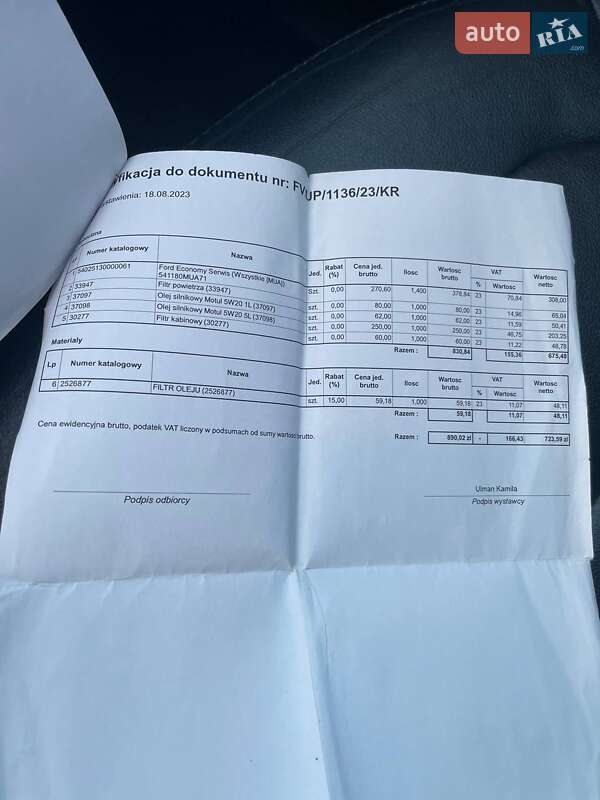 auto RIA .com
fikacja do dokumentu nr: FV/UP/1136/23/KR
stawienia: 18.08.2023
Numer katalogowy Nazwa Jed. Rabat (%) Cena jed. brutto Ilosc Wartosc brutto VAT % Wartosc Wartosc netto
1 54025130000061 Ford Economy Serwis (Wszystkie [MUA]) 541180MUA71 Szt. 0,00 270,60 1,400 378,84 23 70,84 308,00
2 33947 Filtr powietrza (33947) szt. 0,00 80,00 1,000 80,00 23 14,96 65,04
3 37097 Olej silnikowy Motul 5W20 1L (37097) szt. 0,00 62,00 1,000 62,00 23 11,59 50,41
4 37098 Olej silnikowy Motul 5W20 5L (37098) szt. 0,00 250,00 1,000 250,00 23 46,75 203,25
5 30277 Filtr kabinowy (30277) szt. 0,00 60,00 1,000 60,00 23 11,22 48,78
Razem : 830,84 155,36 675,48
Materialy
Lp Numer katalogowy Nazwa Jed. Rabat (%) Cena jed. brutto Ilosc Wartosc brutto VAT % Wartosc Wartosc netto
6 2526877 FILTR OLEJU (2526877) szt. 15,00 59,18 1,000 59,18 23 11,07 48,11
Razem : 59,18 11,07 48,11
Cena ewidencyjna brutto, podatek VAT liczony w podsumach od sumy wartosc brutto. Razem : 890,02 zł - 166,43 723,59 zł
Ulman Kamila
Podpis odbiorcy Podpis wystawcy